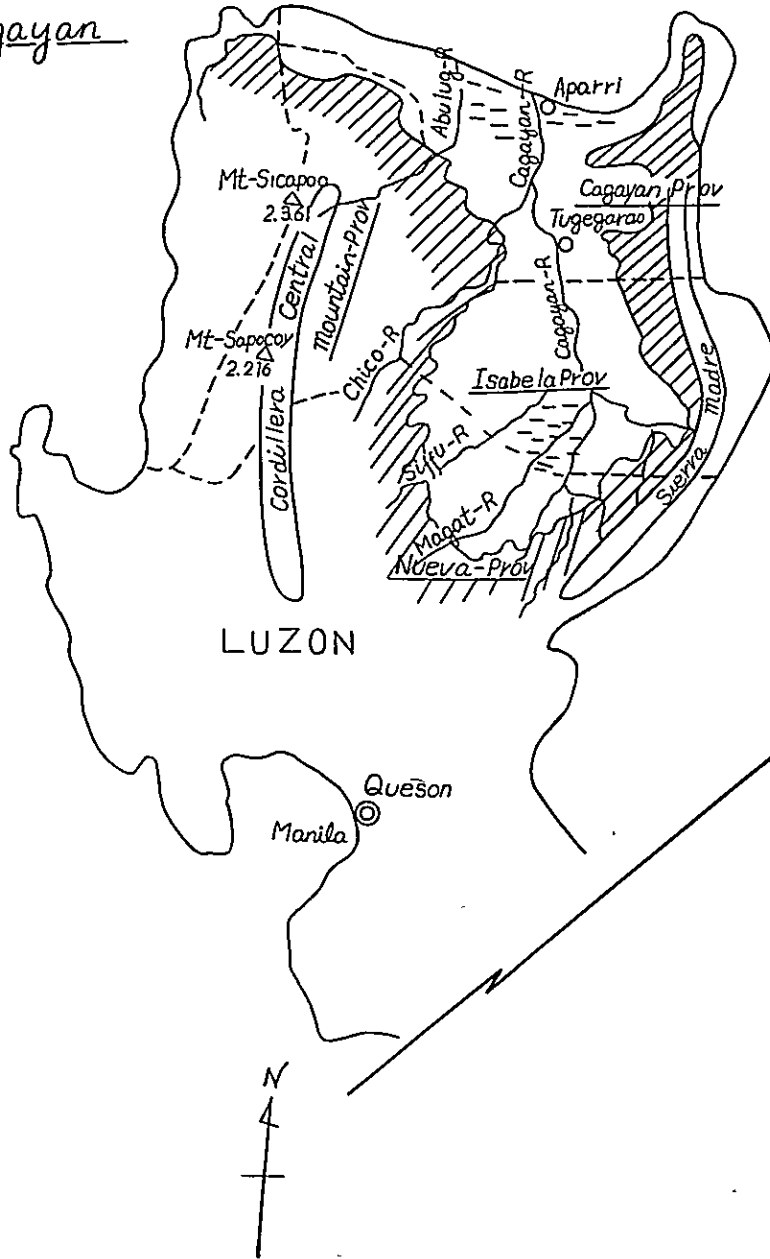 gayan
Abulug-R
Cagayan-R
Aparri
Mt-Sicapoo
2.361
Cagayan Prov
Tugegarao
Central
Mountain-Prov
Cagayan-R
Mt-Sapocoy
2.216
Chico-R
Isabela Prov
Madre
Cordillera
Siffu-R
Sierra
Magat-R
Nueva-Prov
LUZON
Queson
Manila
N